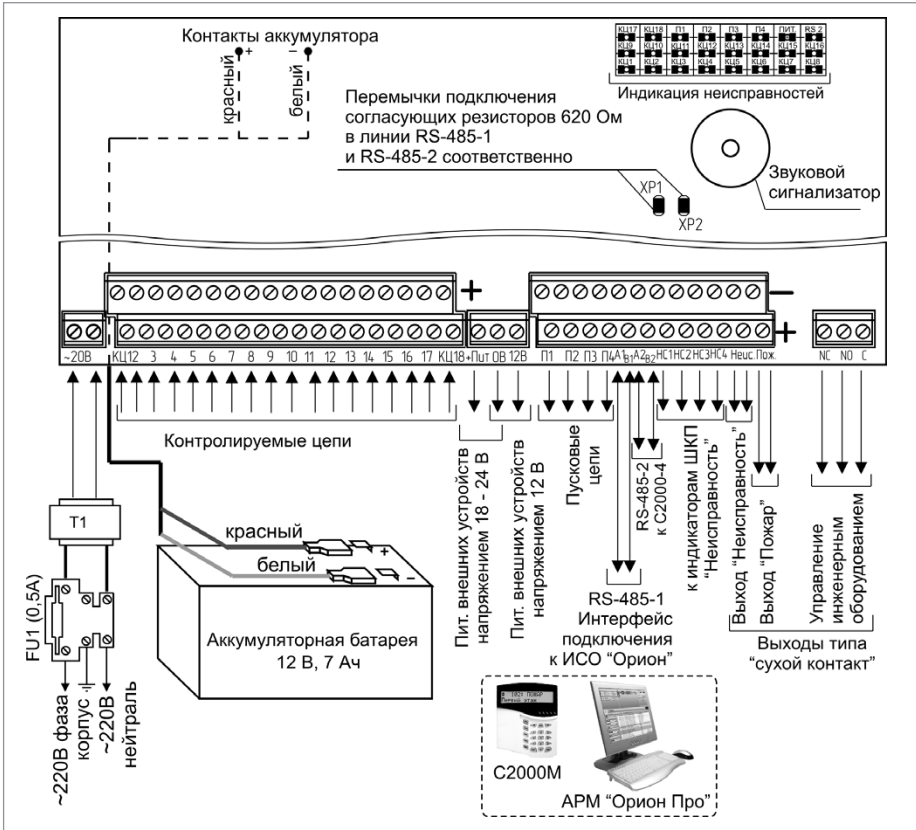 Контакты аккумулятора
+
–
красный
белый
КЦ17 КЦ18 П1 П2 П3 П4 ПИТ. RS 2
КЦ9 КЦ10 КЦ11 КЦ12 КЦ13 КЦ14 КЦ15 КЦ16
КЦ1 КЦ2 КЦ3 КЦ4 КЦ5 КЦ6 КЦ7 КЦ8
Индикация неисправностей
Перемычки подключения
согласующих резисторов 620 Ом
в линии RS-485-1
и RS-485-2 соответственно
XP1
XP2
Звуковой
сигнализатор
+
–
+
~20В КЦ12 3 4 5 6 7 8 9 10 11 12 13 14 15 16 17 КЦ18 +Пит 0В 12В П1 П2 П3 П4 A1 B1 A2 B2 НС1 НС2 НС3 НС4 Неис. Пож. NC NO C
Контролируемые цепи
Пит. внешних устройств
напряжением 18 - 24 В
Пит. внешних устройств
напряжением 12 В
Пусковые
цепи
RS-485-2
к С2000-4
к индикаторам ШКП
“Неисправность”
Выход “Неисправность”
Выход “Пожар”
Управление
инженерным
оборудованием
T1
красный
белый
+
–
Аккумуляторная батарея
12 В, 7 Ач
FU1 (0,5А)
~220В фаза
корпус
~220В
нейтраль
RS-485-1
Интерфейс
подключения
к ИСО “Орион”
Выходы типа
“сухой контакт”
С2000М
АРМ “Орион Про”